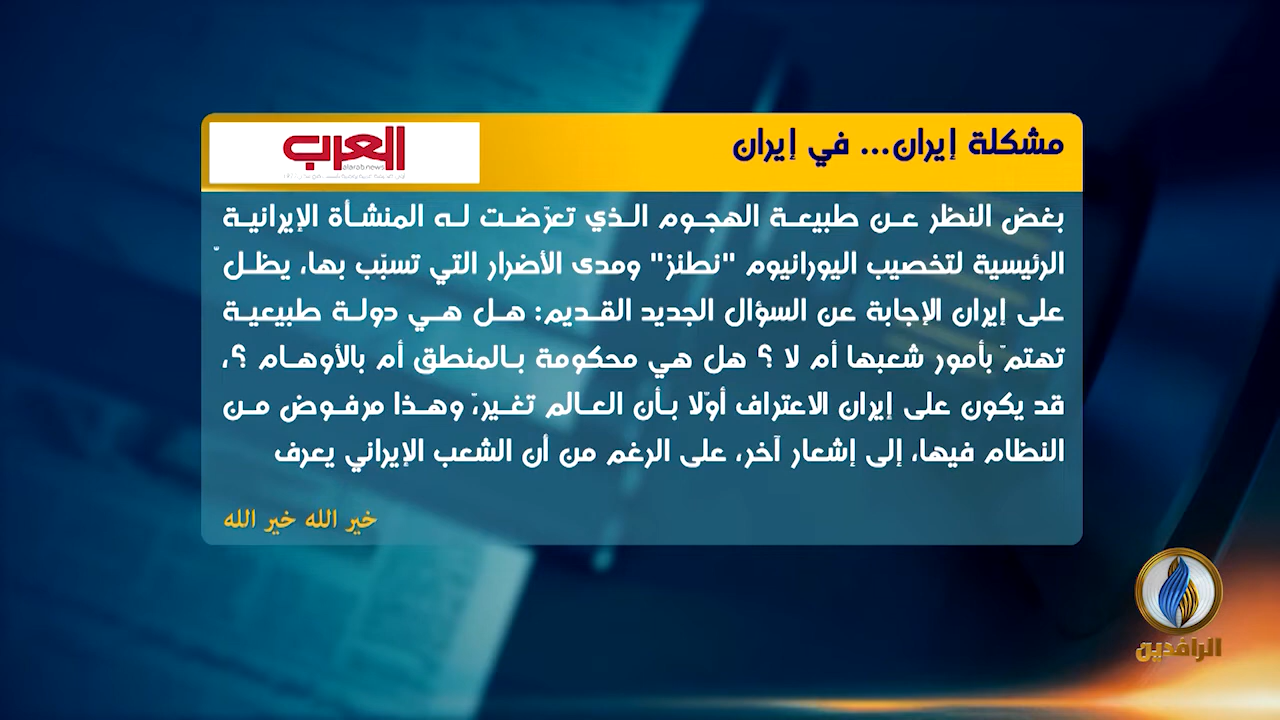 مشكلة إيران... في إيران
العرب
alarab news
بغض النظر عن طبيعة الهجوم الذي تعرّضت له المنشأة الإيرانية
الرئيسية لتخصيب اليورانيوم "نطنز" ومدى الأضرار التي تسبّب بها، يظلّ
على إيران الإجابة عن السؤال الجديد القديم: هل هي دولة طبيعية
تهتمّ بأمور شعبها أم لا ؟ هل هي محكومة بالمنطق أم بالأوهام ؟،
قد يكون على إيران الاعتراف أوّلا بأن العالم تغيرّ، وهذا مرفوض من
النظام فيها، إلى إشعار آخر، على الرغم من أن الشعب الإيراني يعرف
خير الله خير الله
الرافدين